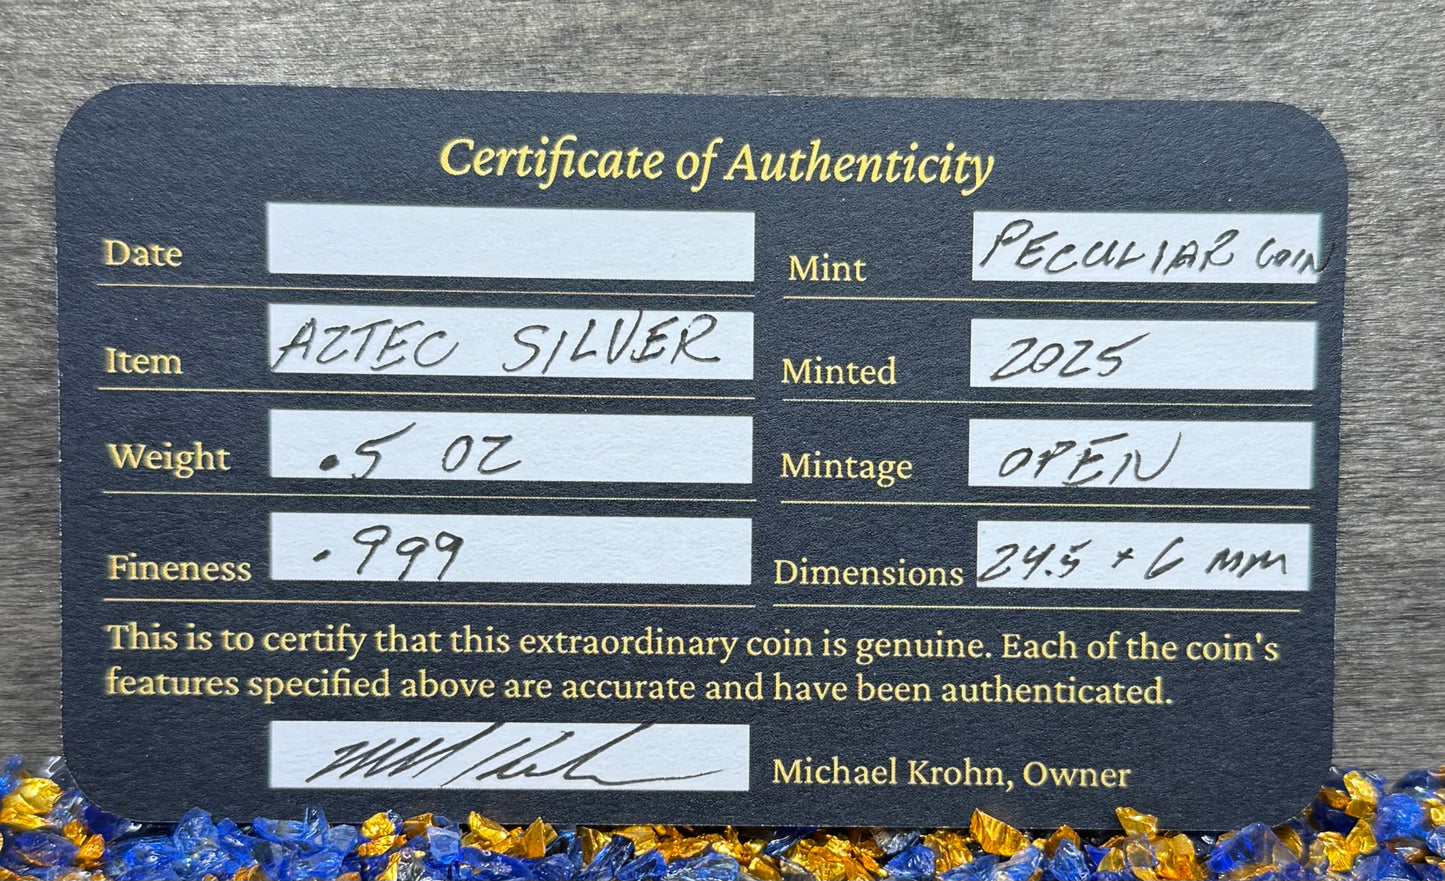 Certificate of Authenticity
Date
Mint PECULIAR COIN
Item AZTEC SILVER
Minted 2025
Weight .5 OZ
Mintage OPEN
Fineness .999
Dimensions 24.5 + 6 MM
This is to certify that this extraordinary coin is genuine. Each of the coin's
features specified above are accurate and have been authenticated.
Michael Krohn, Owner